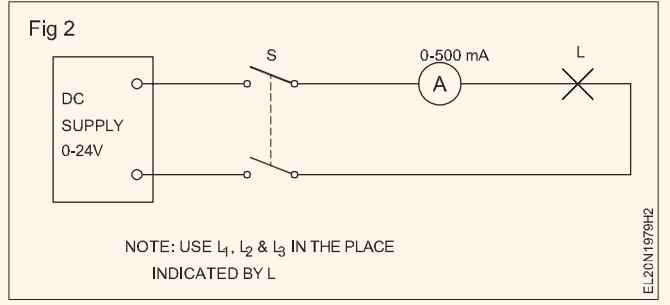 Fig 2
S
0-500 mA
L
A
DC
SUPPLY
0-24V
NOTE: USE L1, L2 & L3 IN THE PLACE
INDICATED BY L
EL20N1979H2